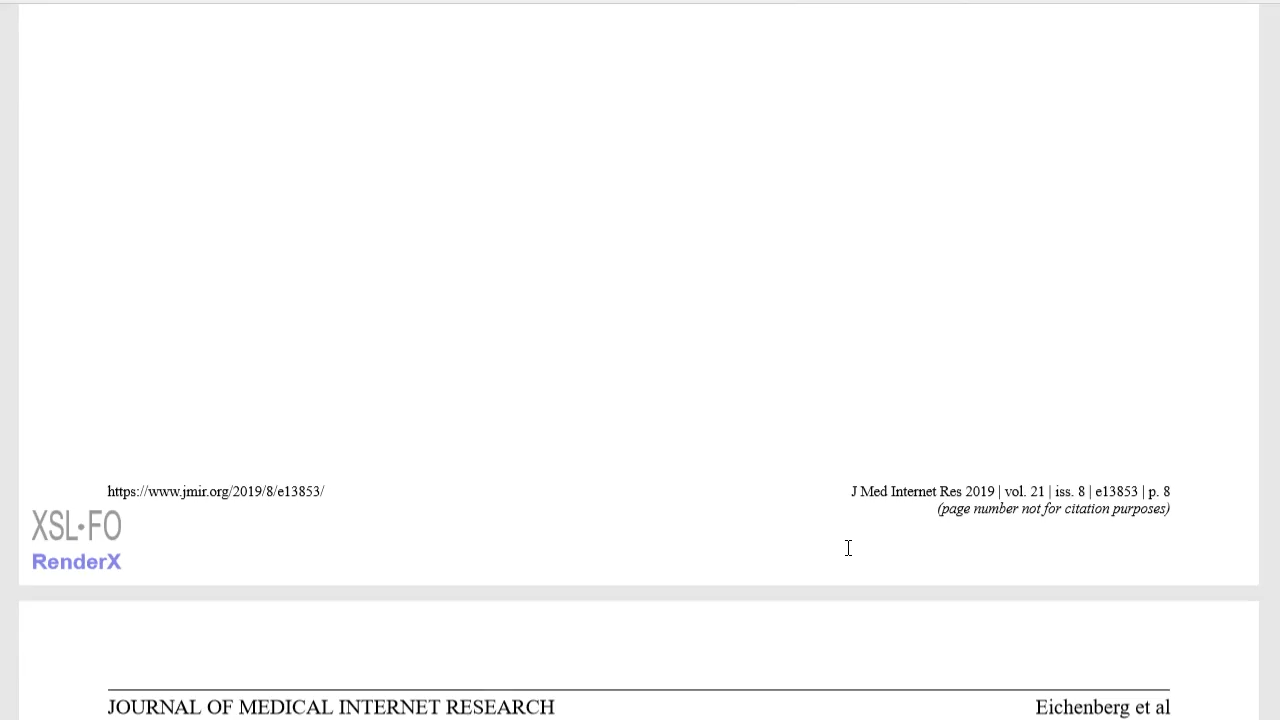 https://www.jmir.org/2019/8/e13853/
J Med Internet Res 2019 | vol. 21 | iss. 8 | e13853 | p. 8
(page number not for citation purposes)
XSL•FO
RenderX
JOURNAL OF MEDICAL INTERNET RESEARCH
Eichenberg et al